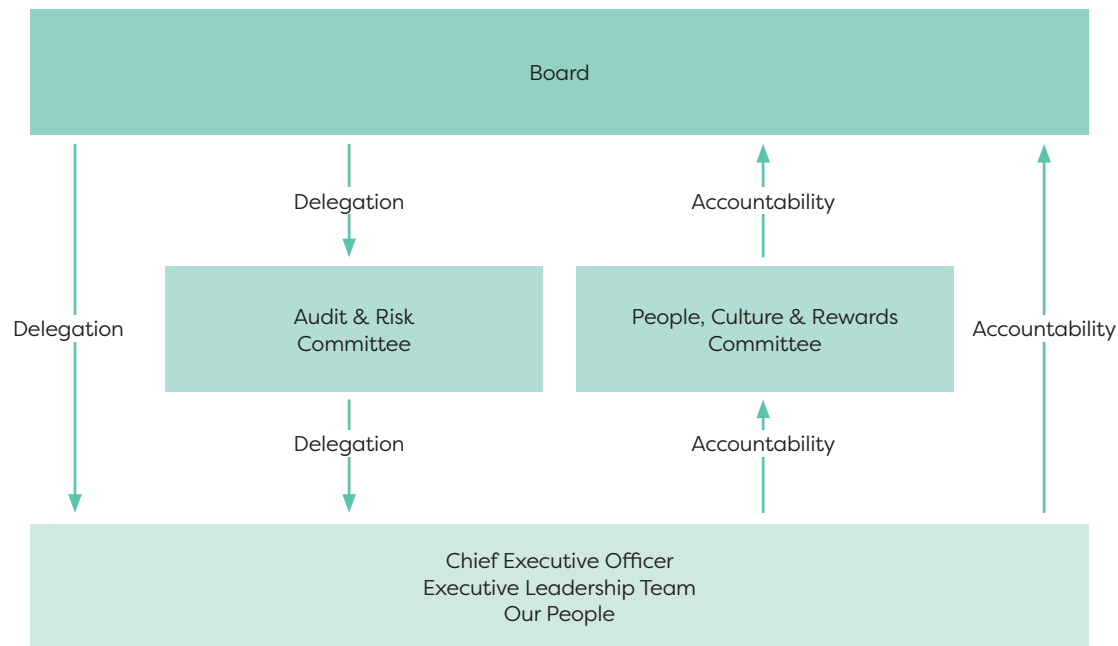 Board
Delegation
Accountability
Delegation
Audit & Risk
Committee
People, Culture & Rewards
Committee
Accountability
Delegation
Accountability
Chief Executive Officer
Executive Leadership Team
Our People